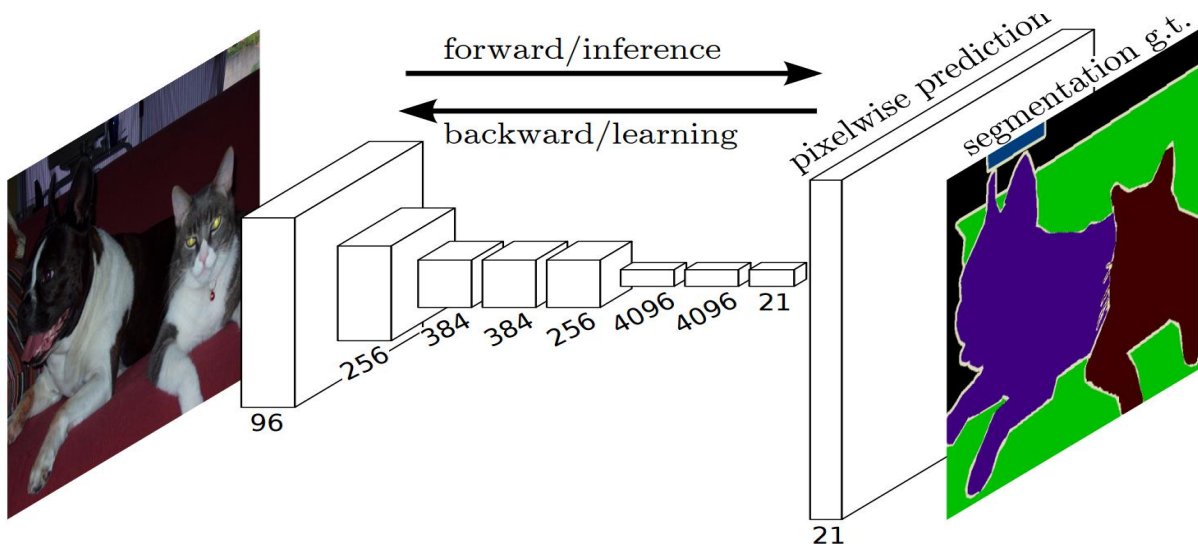 forward/inference
backward/learning
pixelwise prediction
segmentation g.t.
96
256
384
384
256
4096
4096
21
21